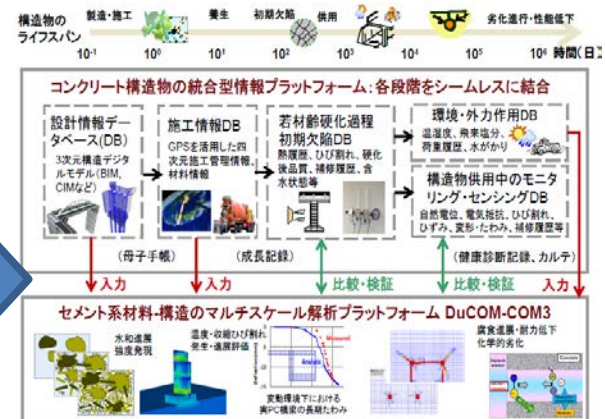 構造物の
ライフスパン
製造・施工
養生
初期欠陥
供用
劣化進行・性能低下
10⁻¹ 10⁰ 10¹ 10² 10³ 10⁴ 10⁵ 10⁶ 時間(日)
コンクリート構造物の統合型情報プラットフォーム:各段階をシームレスに結合
設計情報デー
タベース(DB)
3次元構造デジタ
ルモデル(BIM,
CIMなど)
施工情報DB
GPSを活用した四
次元施工管理情報、
材料情報
若材齢硬化過程
初期欠陥DB
熱履歴、ひび割れ、硬化
後品質、補修履歴、含
水状態等
環境・外力作用DB
温湿度、飛来塩分、
荷重履歴、水がかり
構造物供用中のモニタ
リング・センシングDB
自然電位、電気抵抗、ひび割れ、
ひずみ、変形・たわみ、補修履歴等
(母子手帳)
(成長記録)
(健康診断記録、カルテ)
入力
入力
比較・検証
比較・検証
入力
セメント系材料-構造のマルチスケール解析プラットフォーム DuCOM-COM3
水和進展
強度発現
温度・収縮ひび割れ
発生・進展評価
Measured
Analysis
変動環境下における
実PC橋梁の長期たわみ
腐食進展・耐力低下
化学的劣化